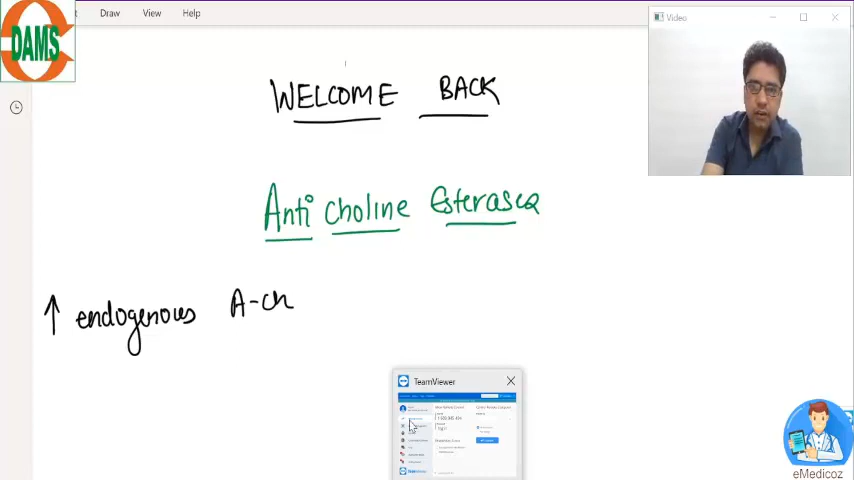 DAMS
Draw View Help
Video
WELCOME BACK
Anti choline Esterase
↑ endogenous A-ch
TeamViewer
eMedicoz